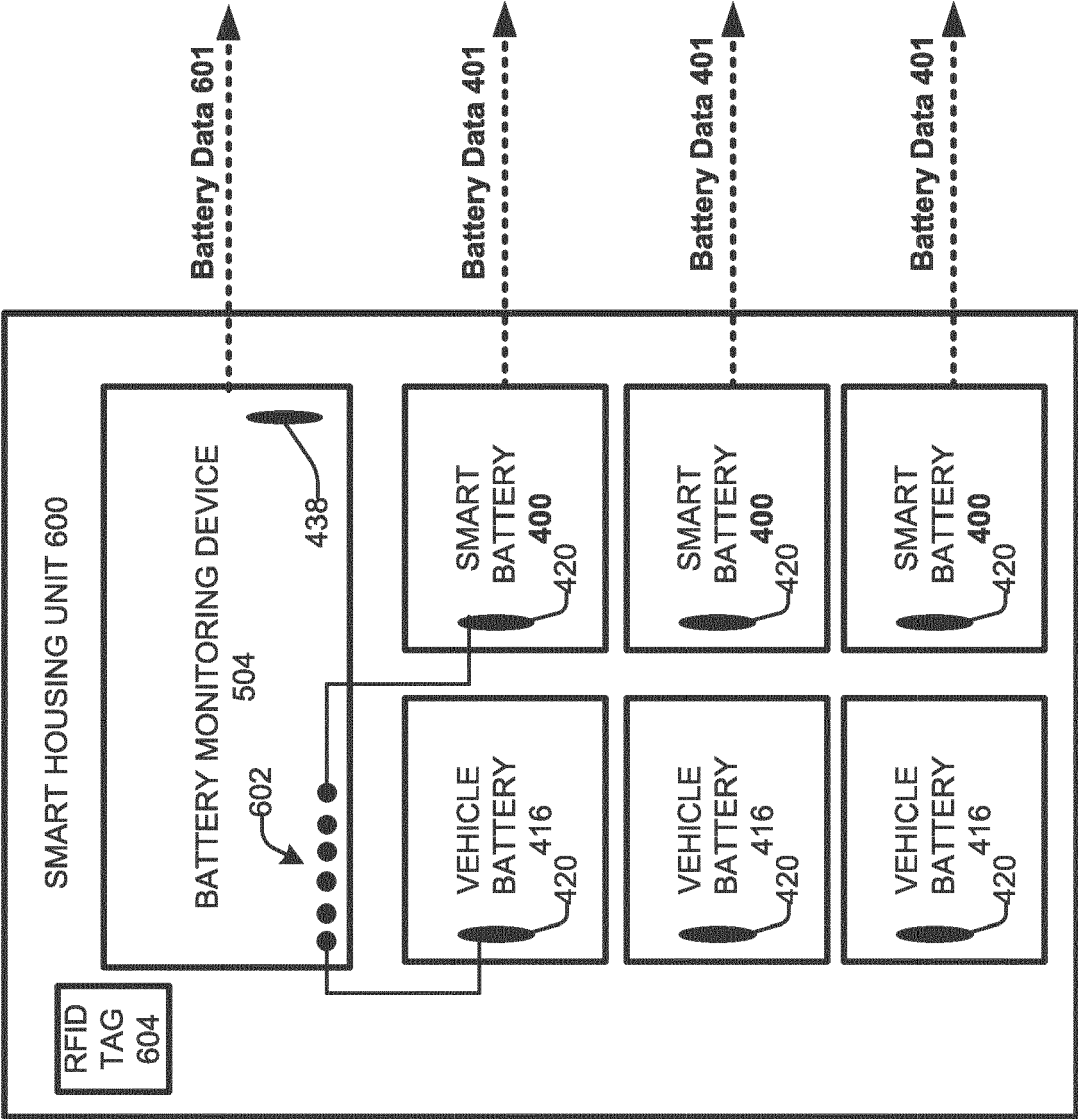 SMART HOUSING UNIT 600
RFID
TAG
604
BATTERY MONITORING DEVICE
504
602
438
Battery Data 601
VEHICLE
BATTERY
416
420
SMART
BATTERY
400
420
Battery Data 401
VEHICLE
BATTERY
416
420
SMART
BATTERY
400
420
Battery Data 401
VEHICLE
BATTERY
416
420
SMART
BATTERY
400
420
Battery Data 401